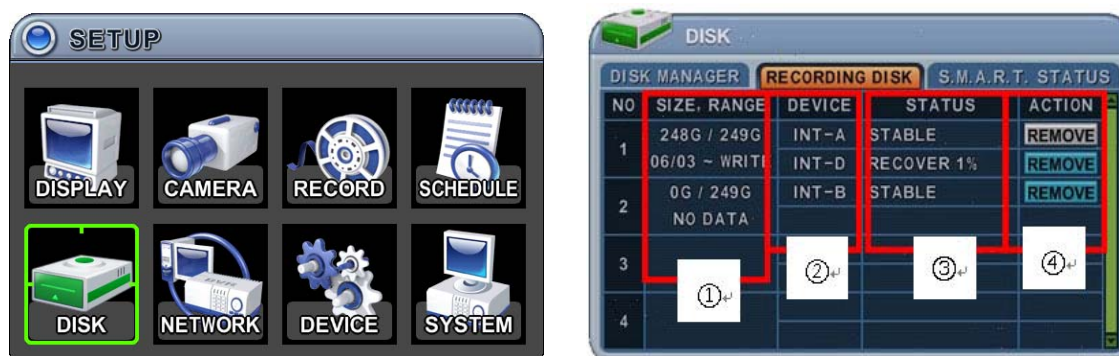 SETUP
DISPLAY CAMERA RECORD SCHEDULE
DISK NETWORK DEVICE SYSTEM
DISK
DISK MANAGER RECORDING DISK S.M.A.R.T. STATUS
NO SIZE, RANGE DEVICE STATUS ACTION
1 248G / 249G INT-A STABLE REMOVE
06/03 ~ WRITE INT-D RECOVER 1% REMOVE
2 0G / 249G INT-B STABLE REMOVE
NO DATA
3
① ② ③ ④
4